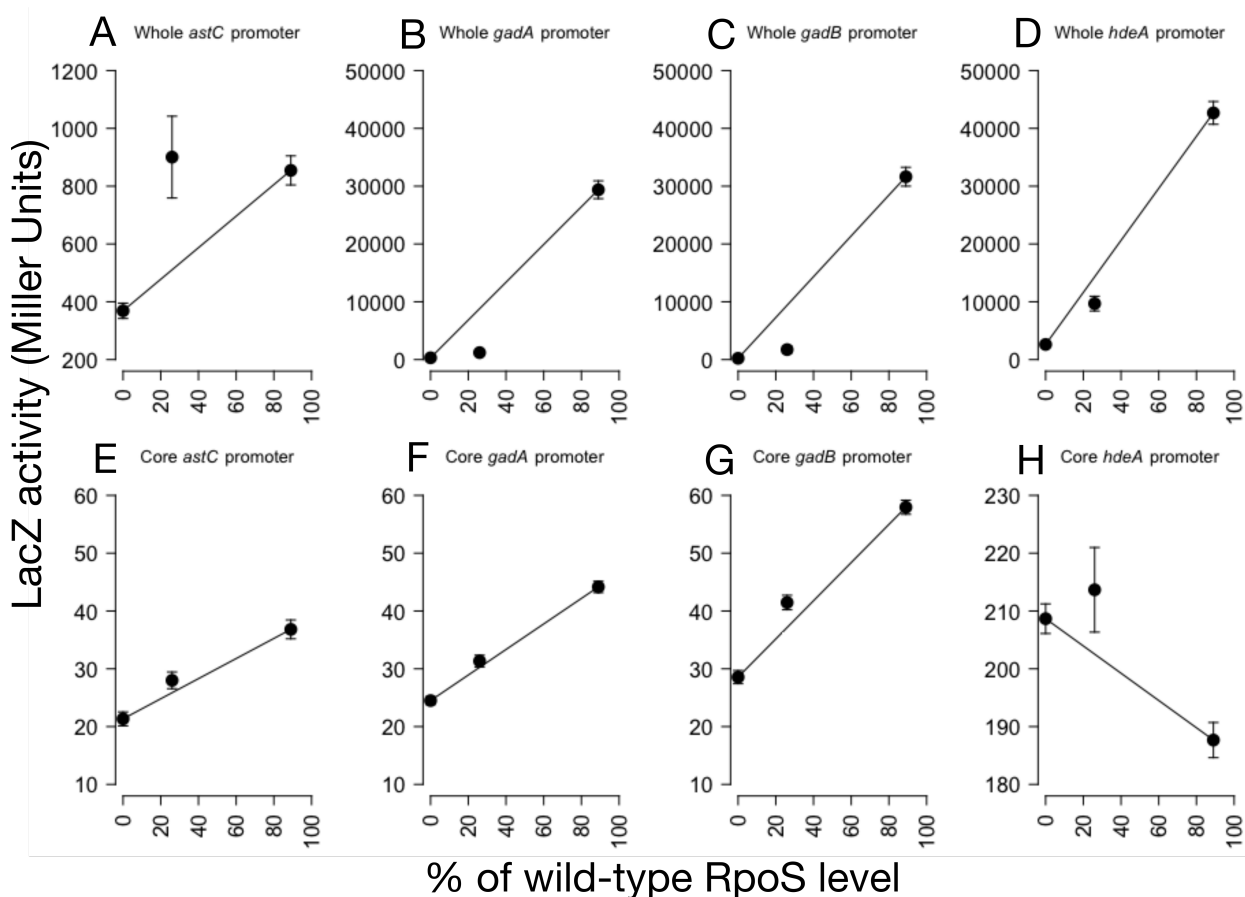 A Whole astC promoter
B Whole gadA promoter
C Whole gadB promoter
D Whole hdeA promoter
LacZ activity (Miller Units)
1200
1000
800
600
400
200
0 20 40 60 80 100
50000
40000
30000
20000
10000
0
0 20 40 60 80 100
50000
40000
30000
20000
10000
0
0 20 40 60 80 100
50000
40000
30000
20000
10000
0
0 20 40 60 80 100
E Core astC promoter
F Core gadA promoter
G Core gadB promoter
H Core hdeA promoter
60
50
40
30
20
10
0 20 40 60 80 100
60
50
40
30
20
10
0 20 40 60 80 100
60
50
40
30
20
10
0 20 40 60 80 100
230
220
210
200
190
180
0 20 40 60 80 100
% of wild-type RpoS level